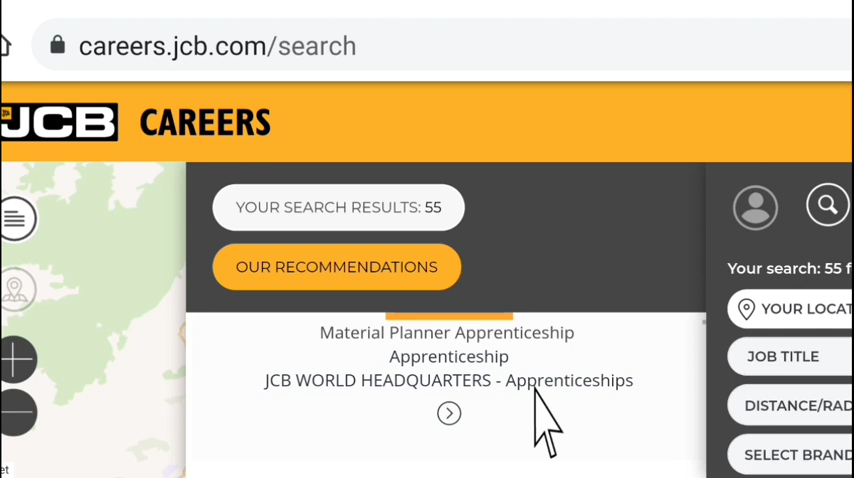 careers.jcb.com/search
JCB CAREERS
YOUR SEARCH RESULTS: 55
OUR RECOMMENDATIONS
Material Planner Apprenticeship
Apprenticeship
JCB WORLD HEADQUARTERS - Apprenticeships
Your search: 55 f
YOUR LOCAT
JOB TITLE
DISTANCE/RAD
SELECT BRAND
et